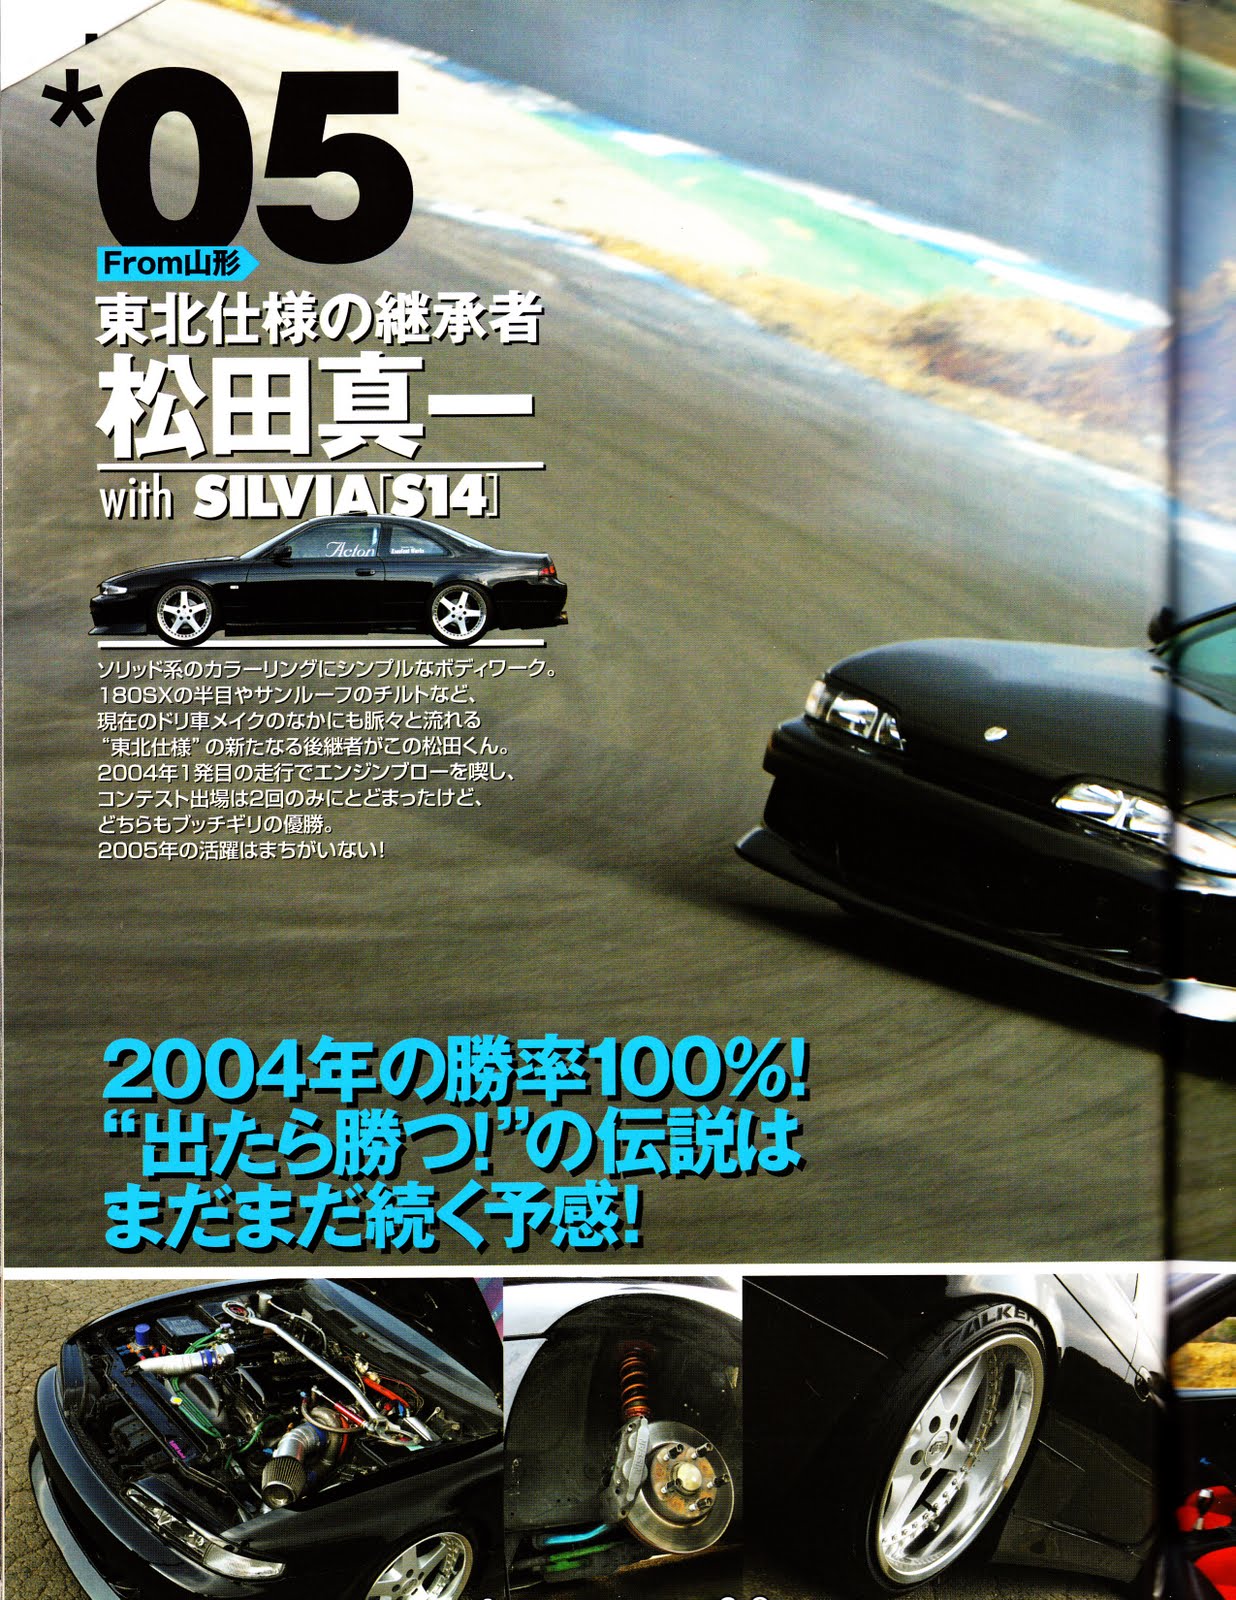 *05
From山形
東北仕様の継承者
松田真一
with SILVIA[S14]
Acton
ソリッド系のカラーリングにシンプルなボディワーク。
180SXの半目やサンルーフのチルトなど、
現在のドリ車メイクのなかにも脈々と流れる
“東北仕様”の新たなる後継者がこの松田くん。
2004年1発目の走行でエンジンブローを喫し、
コンテスト出場は2回のみにとどまったけど、
どちらもブッチギリの優勝。
2005年の活躍はまちがいない!
2004年の勝率100%!
“出たら勝つ!”の伝説は
まだまだ続く予感!
ALKEN